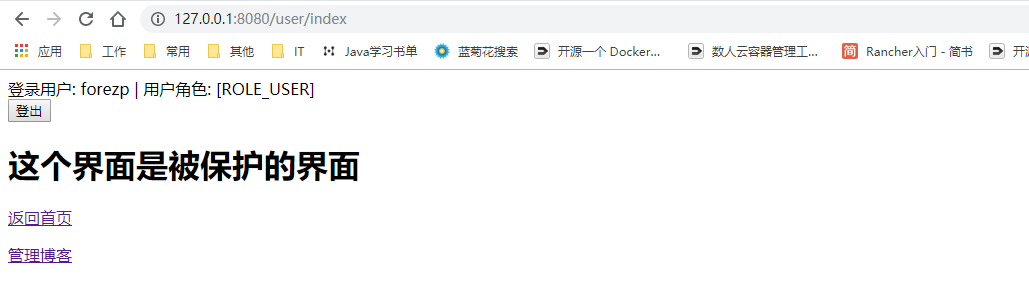 127.0.0.1:8080/user/index
应用 工作 常用 其他 IT Java学习书单 蓝菊花搜索 开源一个 Docker... 数人云容器管理工... 简 Rancher入门 - 简书 开源
登录用户: forezp | 用户角色: [ROLE_USER]
登出
这个界面是被保护的界面
返回首页
管理博客